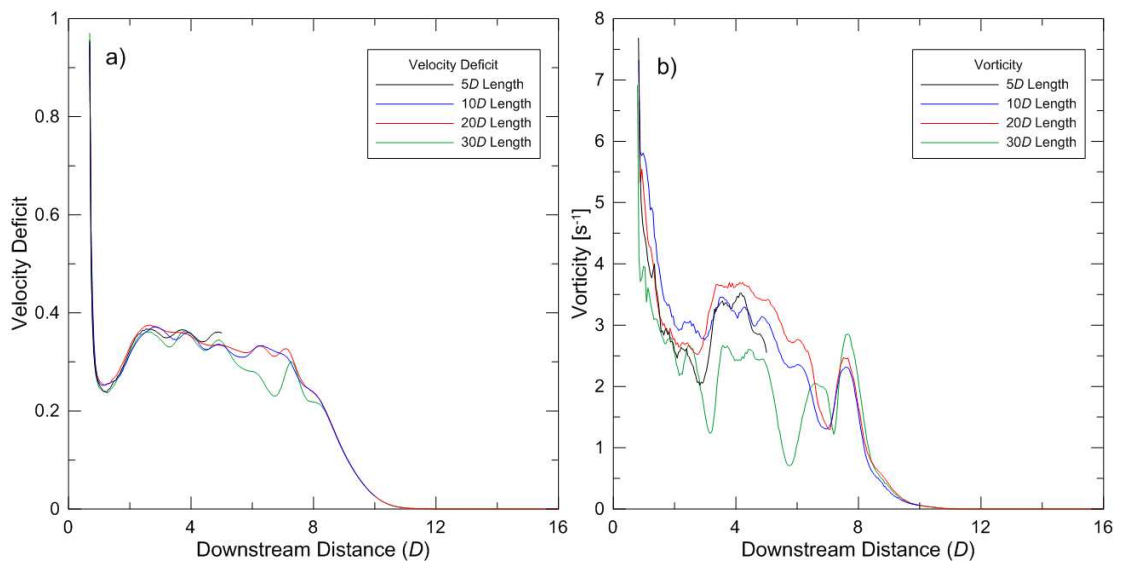 a)
Velocity Deficit
5D Length
10D Length
20D Length
30D Length
1
0.8
0.6
0.4
0.2
0
Velocity Deficit
0
4
8
12
16
Downstream Distance (D)
b)
Vorticity
5D Length
10D Length
20D Length
30D Length
8
7
6
5
4
3
2
1
0
Vorticity [s⁻¹]
0
4
8
12
16
Downstream Distance (D)